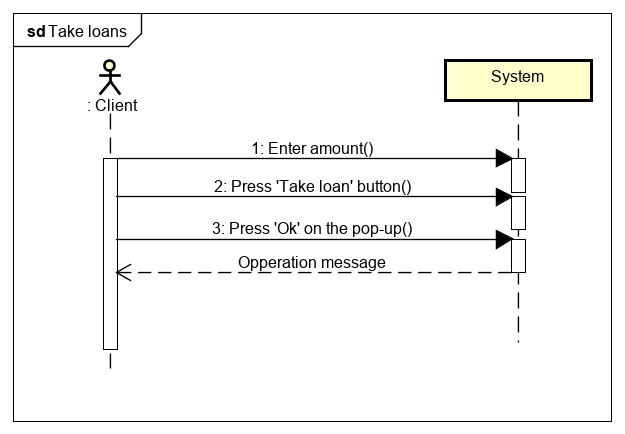 sd Take loans
: Client
System
1: Enter amount()
2: Press 'Take loan' button()
3: Press 'Ok' on the pop-up()
Opperation message